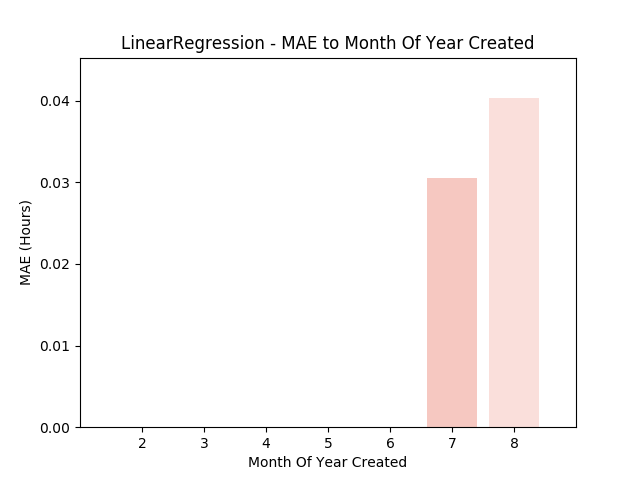 LinearRegression - MAE to Month Of Year Created
0.04
0.03
0.02
0.01
0.00
MAE (Hours)
2 3 4 5 6 7 8
Month Of Year Created